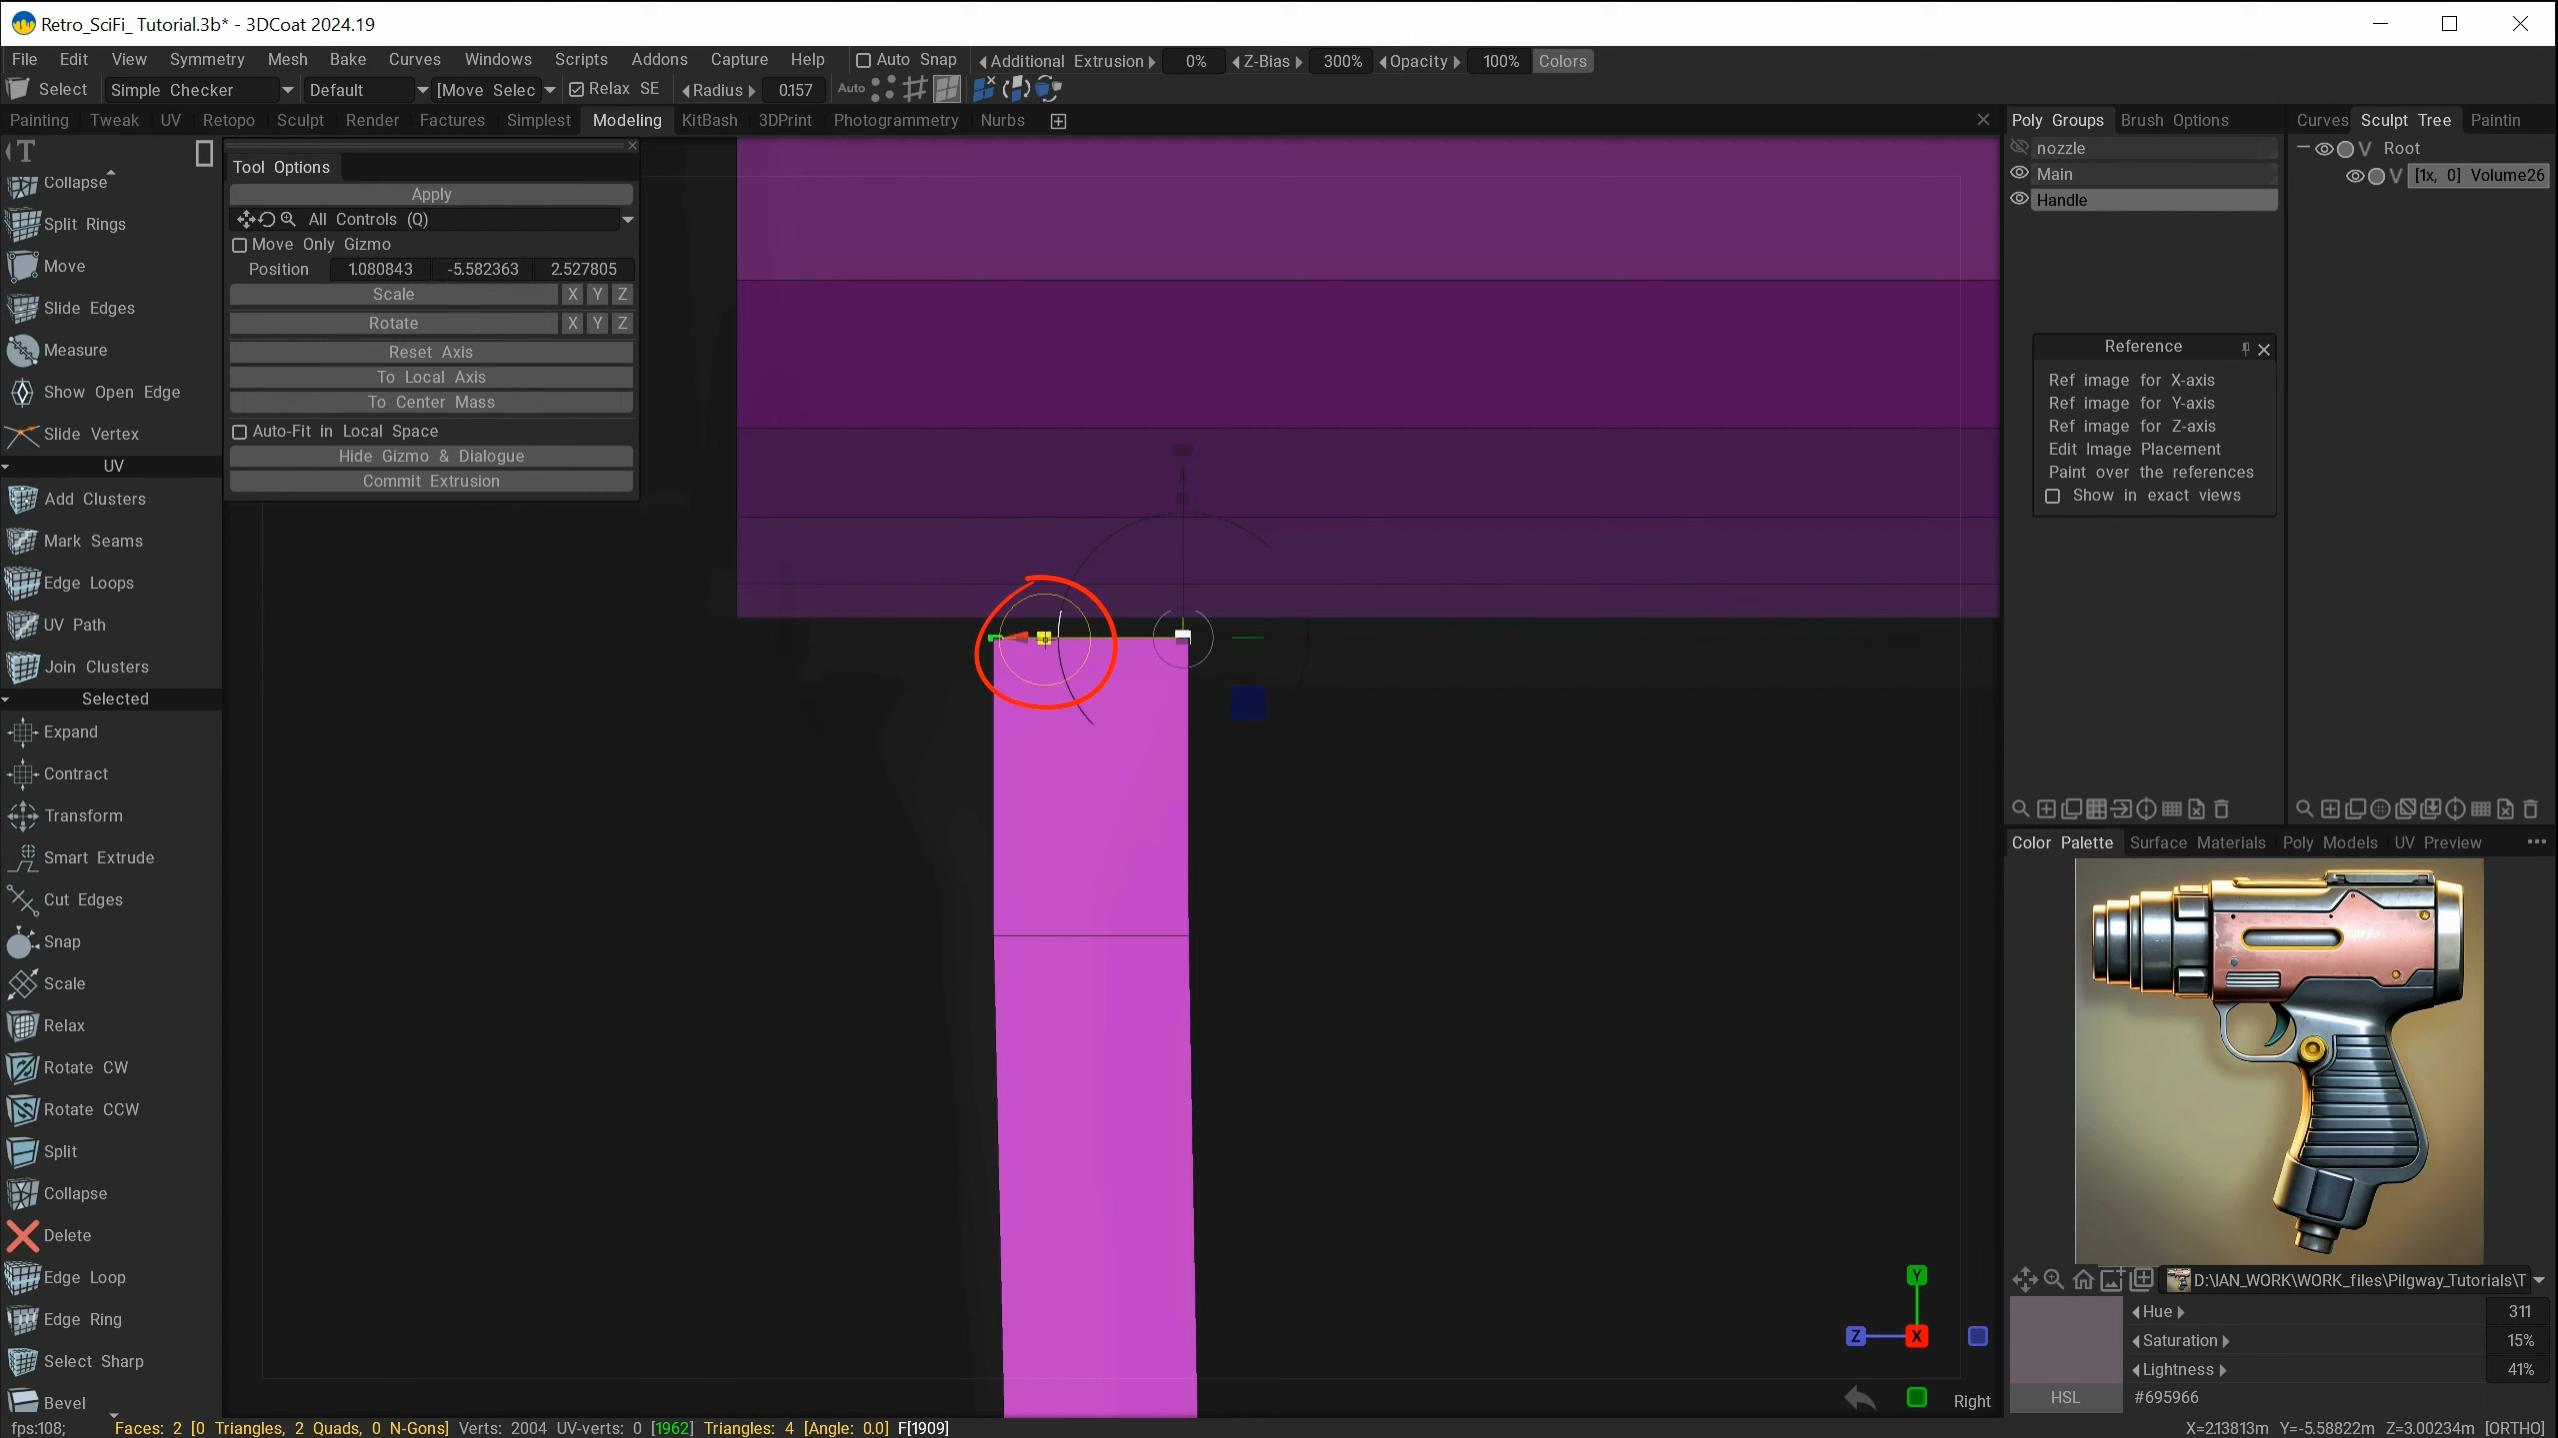 Retro_SciFi_ Tutorial.3b* - 3DCoat 2024.19
File Edit View Symmetry Mesh Bake Curves Windows Scripts Addons Capture Help Auto Snap Additional Extrusion 0% Z-Bias 300% Opacity 100% Colors
Select Simple Checker Default [Move Selec Relax SE Radius 0.157 Auto
Painting Tweak UV Retopo Sculpt Render Factures Simplest Modeling KitBash 3DPrint Photogrammetry Nurbs
T
Collapse
Split Rings
Move
Slide Edges
Measure
Show Open Edge
Slide Vertex
UV
Add Clusters
Mark Seams
Edge Loops
UV Path
Join Clusters
Selected
Expand
Contract
Transform
Smart Extrude
Cut Edges
Snap
Scale
Relax
Rotate CW
Rotate CCW
Split
Collapse
Delete
Edge Loop
Edge Ring
Select Sharp
Bevel
Tool Options
Apply
All Controls (Q)
Move Only Gizmo
Position 1.080843 -5.582363 2.527805
Scale X Y Z
Rotate X Y Z
Reset Axis
To Local Axis
To Center Mass
Auto-Fit in Local Space
Hide Gizmo & Dialogue
Commit Extrusion
Y
Z X
Right
Poly Groups Brush Options
nozzle
Main
Handle
Reference
Ref image for X-axis
Ref image for Y-axis
Ref image for Z-axis
Edit Image Placement
Paint over the references
Show in exact views
Curves Sculpt Tree Paintin
V Root
V [1x, 0] Volume26
Color Palette Surface Materials Poly Models UV Preview
D:\IAN_WORK\WORK_files\Pilgway_Tutorials\T
Hue 311
Saturation 15%
Lightness 41%
HSL #695966
fps:108; Faces: 2 [0 Triangles, 2 Quads, 0 N-Gons] Verts: 2004 UV-verts: 0 [1962] Triangles: 4 [Angle: 0.0] F[1909] X=2.13813m Y=-5.58822m Z=3.00234m [ORTHO]